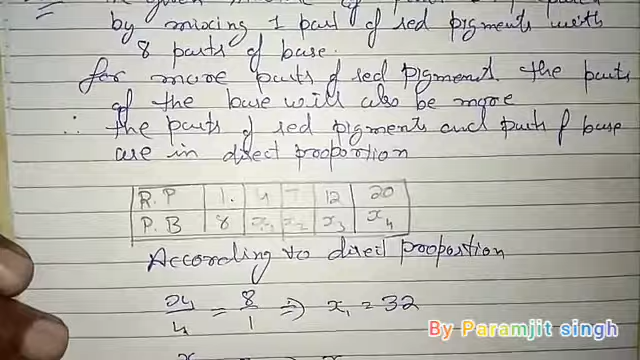 by mixing 1 part of red pigments with
8 parts of base.
for more parts of red pigment. the parts
of the base will also be more
∴ the parts of red pigments and parts of base
are in direct proportion
R.P 1. 4 7 12 20
P.B 8 x1 x2 x3 x4
According to direct proportion
x1/4 = 8/1 ⇒ x1 = 32
By Paramjit singh